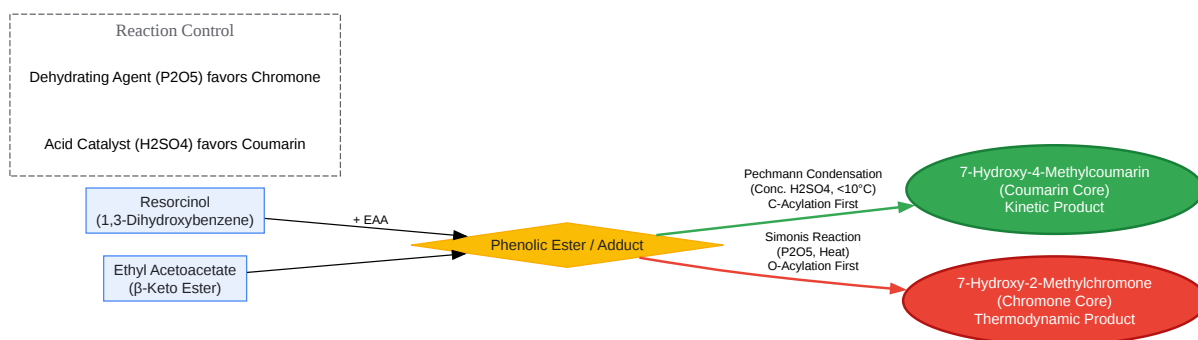 Reaction Control
Dehydrating Agent (P2O5) favors Chromone
Acid Catalyst (H2SO4) favors Coumarin
Resorcinol
(1,3-Dihydroxybenzene)
Ethyl Acetoacetate
(β-Keto Ester)
+ EAA
Phenolic Ester / Adduct
Pechmann Condensation
(Conc. H2SO4, <10°C)
C-Acylation First
Simonis Reaction
(P2O5, Heat)
O-Acylation First
7-Hydroxy-4-Methylcoumarin
(Coumarin Core)
Kinetic Product
7-Hydroxy-2-Methylchromone
(Chromone Core)
Thermodynamic Product